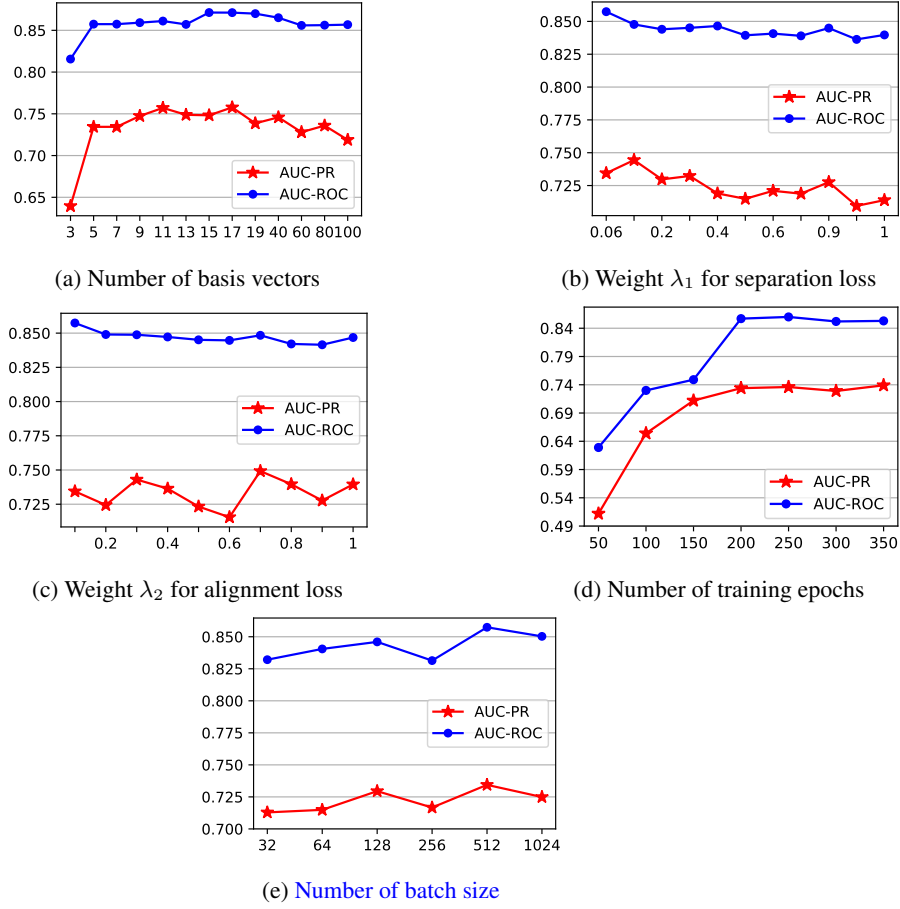 0.85
0.80
0.75
0.70
0.65
AUC-PR
AUC-ROC
3 5 7 9 11 13 15 17 19 40 60 80 100
(a) Number of basis vectors
0.850
0.825
0.800
0.775
0.750
0.725
AUC-PR
AUC-ROC
0.06 0.2 0.4 0.6 0.9 1
(b) Weight λ1 for separation loss
0.850
0.825
0.800
0.775
0.750
0.725
AUC-PR
AUC-ROC
0.2 0.4 0.6 0.8 1
(c) Weight λ2 for alignment loss
0.84
0.79
0.74
0.69
0.64
0.59
0.54
0.49
AUC-PR
AUC-ROC
50 100 150 200 250 300 350
(d) Number of training epochs
0.850
0.825
0.800
0.775
0.750
0.725
0.700
AUC-PR
AUC-ROC
32 64 128 256 512 1024
(e) Number of batch size